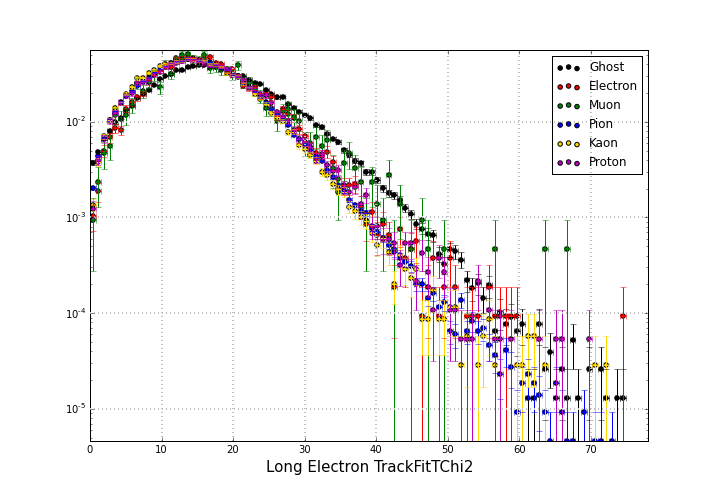 Ghost
Electron
Muon
Pion
Kaon
Proton
10^-2
10^-3
10^-4
10^-5
0 10 20 30 40 50 60 70
Long Electron TrackFitTChi2